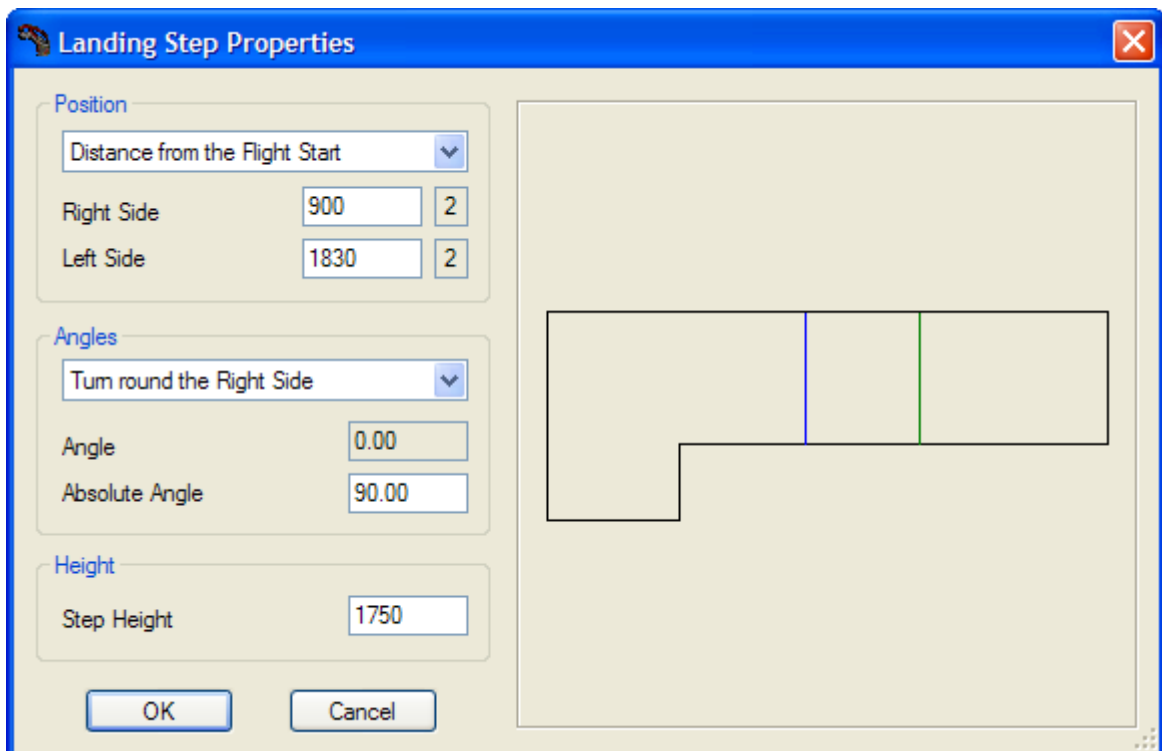 Landing Step Properties
Position
Distance from the Flight Start
Right Side 900 2
Left Side 1830 2
Angles
Turn round the Right Side
Angle 0.00
Absolute Angle 90.00
Height
Step Height 1750
OK Cancel